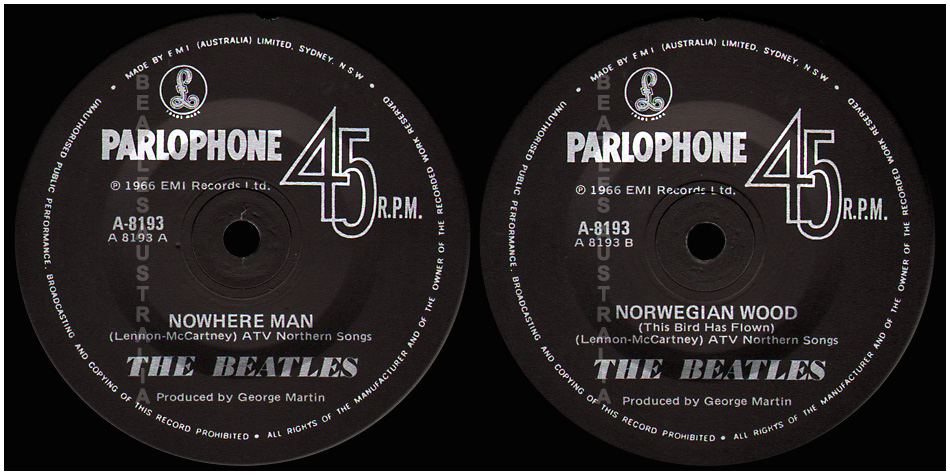 MADE BY E M I (AUSTRALIA) LIMITED, SYDNEY, N S W •
£
TRADE MARK
PARLOPHONE
45
R.P.M.
℗ 1966 EMI Records Ltd.
A-8193
A 8193 A
NOWHERE MAN
(Lennon-McCartney) ATV Northern Songs
THE BEATLES
Produced by George Martin
• UNAUTHORISED PUBLIC PERFORMANCE, BROADCASTING AND COPYING OF THIS RECORD PROHIBITED • ALL RIGHTS OF THE MANUFACTURER AND OF THE OWNER OF THE RECORDED WORK RESERVED
BEATLESAUSTRALIA
MADE BY E M I (AUSTRALIA) LIMITED, SYDNEY, N S W •
£
TRADE MARK
PARLOPHONE
45
R.P.M.
℗ 1966 EMI Records Ltd.
A-8193
A 8193 B
NORWEGIAN WOOD
(This Bird Has Flown)
(Lennon-McCartney) ATV Northern Songs
THE BEATLES
Produced by George Martin
• UNAUTHORISED PUBLIC PERFORMANCE, BROADCASTING AND COPYING OF THIS RECORD PROHIBITED • ALL RIGHTS OF THE MANUFACTURER AND OF THE OWNER OF THE RECORDED WORK RESERVED
BEATLESAUSTRALIA